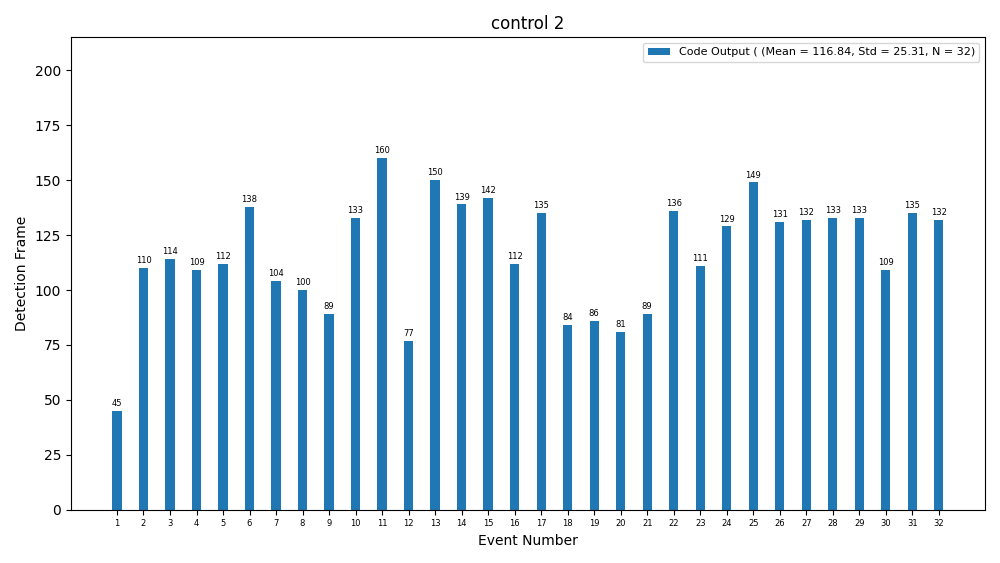 control 2
Code Output ( (Mean = 116.84, Std = 25.31, N = 32)
Detection Frame
200
175
150
125
100
75
50
25
0
45 110 114 109 112 138 104 100 89 133 160 77 150 139 142 112 135 84 86 81 89 136 111 129 149 131 132 133 133 109 135 132
1 2 3 4 5 6 7 8 9 10 11 12 13 14 15 16 17 18 19 20 21 22 23 24 25 26 27 28 29 30 31 32
Event Number